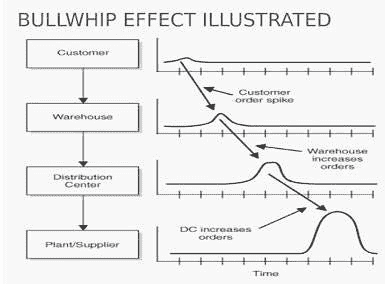 BULLWHIP EFFECT ILLUSTRATED
Customer
Customer
order spike
Warehouse
Warehouse
increases
orders
Distribution
Center
DC increases
orders
Plant/Supplier
Time